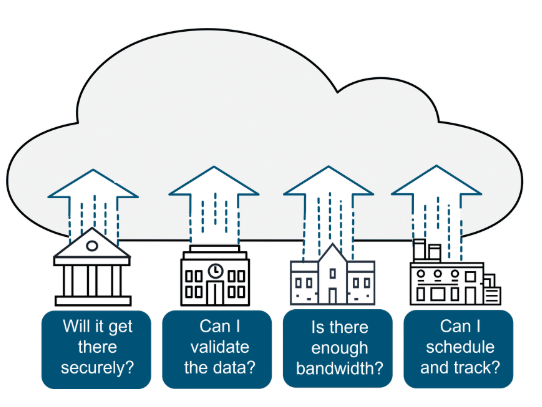 Will it get
there
securely?
Can I
validate
the data?
Is there
enough
bandwidth?
Can I
schedule
and track?